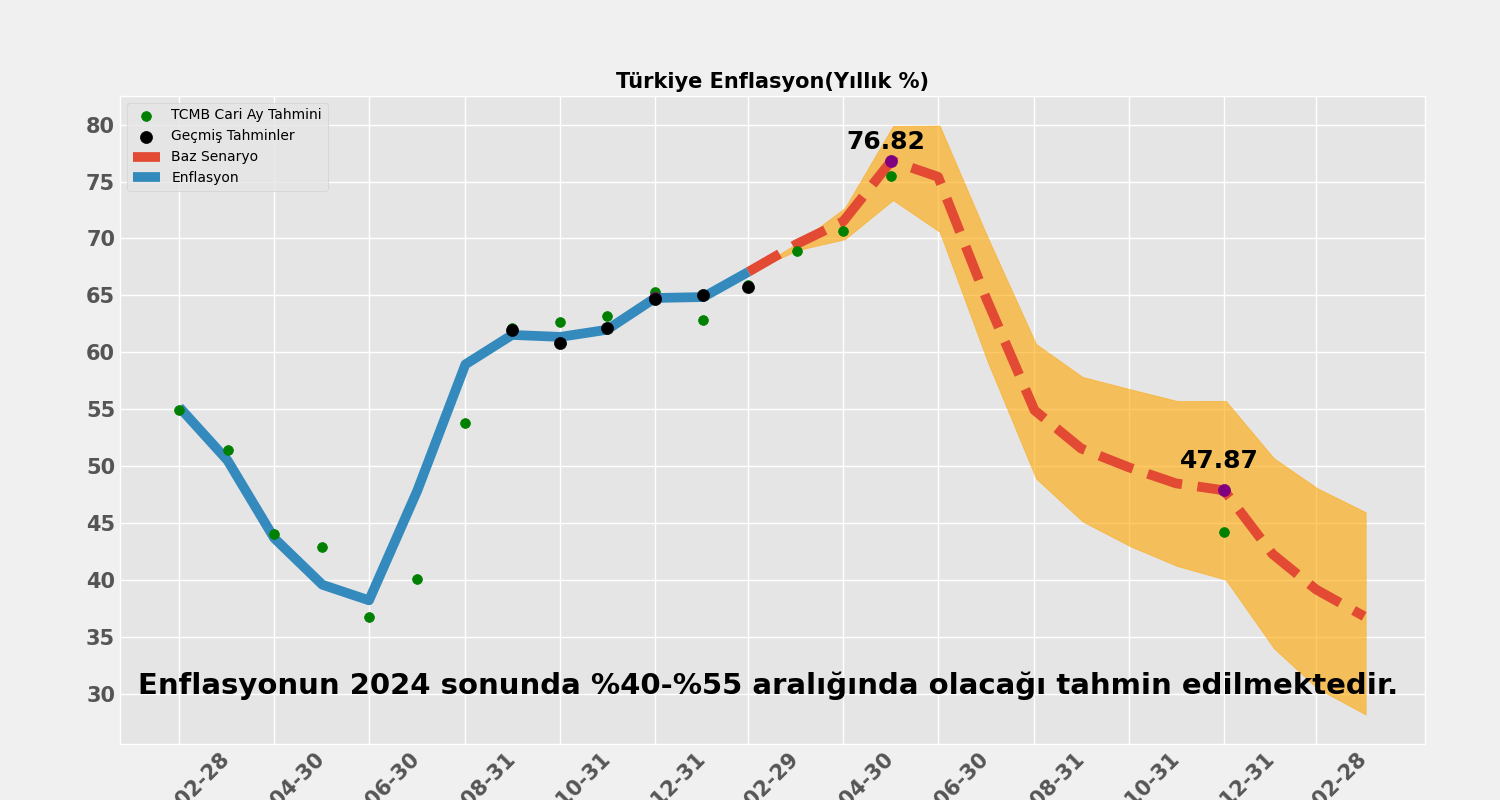 Türkiye Enflasyon(Yıllık %)
TCMB Cari Ay Tahmini
Geçmiş Tahminler
Baz Senaryo
Enflasyon
80
75
70
65
60
55
50
45
40
35
30
76.82
47.87
Enflasyonun 2024 sonunda %40-%55 aralığında olacağı tahmin edilmektedir.
02-28 04-30 06-30 08-31 10-31 12-31 02-29 04-30 06-30 08-31 10-31 12-31 02-28